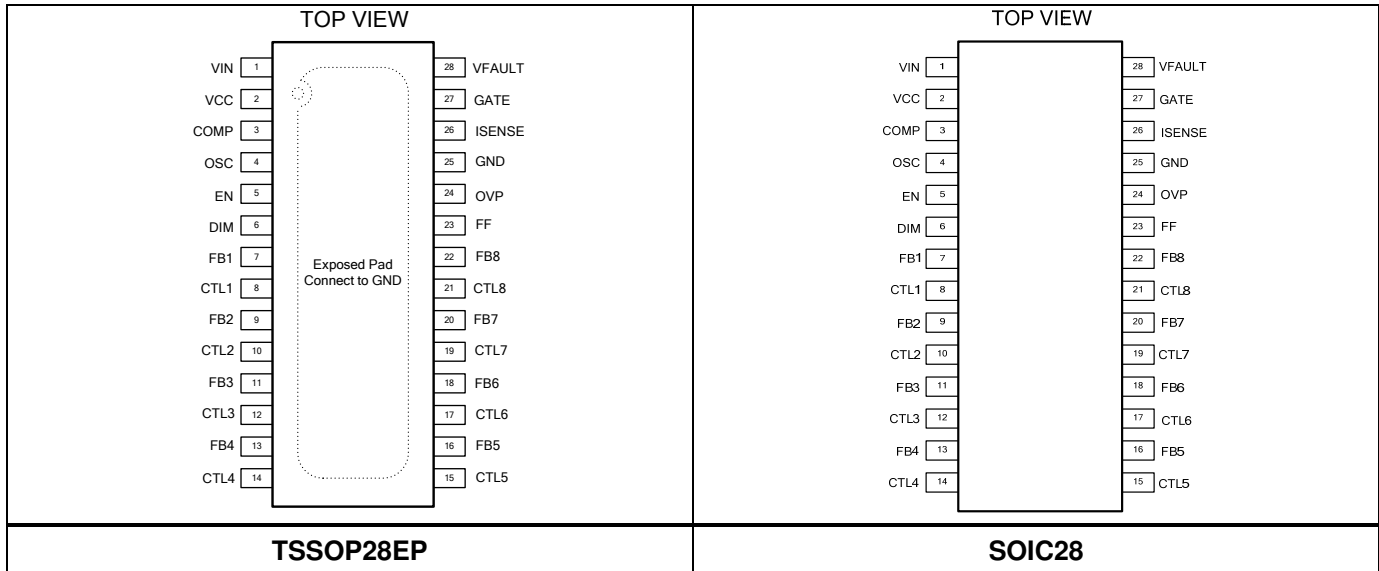 TOP VIEW
VIN 1
VCC 2
COMP 3
OSC 4
EN 5
DIM 6
FB1 7
CTL1 8
FB2 9
CTL2 10
FB3 11
CTL3 12
FB4 13
CTL4 14
Exposed Pad
Connect to GND
28 VFAULT
27 GATE
26 ISENSE
25 GND
24 OVP
23 FF
22 FB8
21 CTL8
20 FB7
19 CTL7
18 FB6
17 CTL6
16 FB5
15 CTL5
TSSOP28EP
TOP VIEW
VIN 1
VCC 2
COMP 3
OSC 4
EN 5
DIM 6
FB1 7
CTL1 8
FB2 9
CTL2 10
FB3 11
CTL3 12
FB4 13
CTL4 14
28 VFAULT
27 GATE
26 ISENSE
25 GND
24 OVP
23 FF
22 FB8
21 CTL8
20 FB7
19 CTL7
18 FB6
17 CTL6
16 FB5
15 CTL5
SOIC28